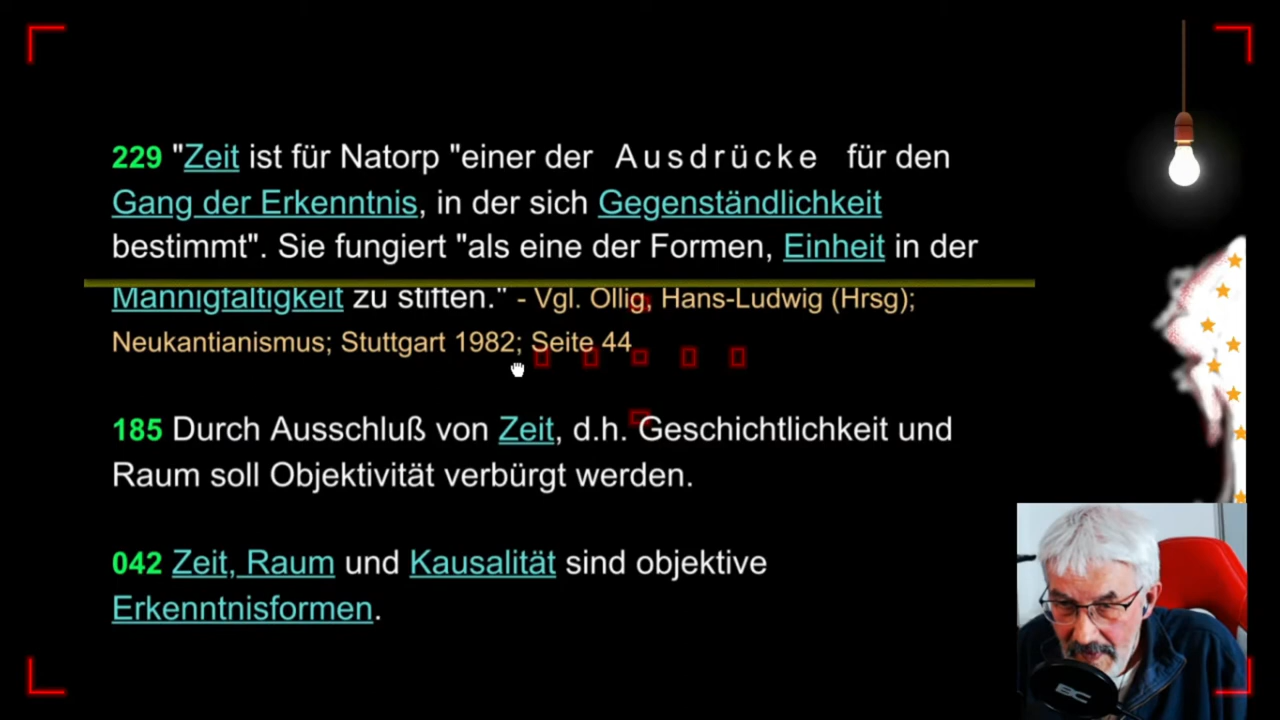 229 "Zeit ist für Natorp "einer der Ausdrücke für den
Gang der Erkenntnis, in der sich Gegenständlichkeit
bestimmt". Sie fungiert "als eine der Formen, Einheit in der
Mannigfaltigkeit zu stiften." - Vgl. Ollig, Hans-Ludwig (Hrsg);
Neukantianismus; Stuttgart 1982; Seite 44
185 Durch Ausschluß von Zeit, d.h. Geschichtlichkeit und
Raum soll Objektivität verbürgt werden.
042 Zeit, Raum und Kausalität sind objektive
Erkenntnisformen.
BC